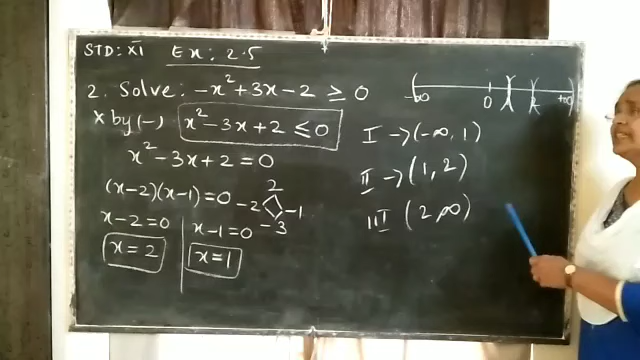 STD: XI Ex: 2.5
2. Solve: -x² + 3x - 2 ≥ 0
x by (-) x² - 3x + 2 ≤ 0
x² - 3x + 2 = 0
(x-2)(x-1) = 0
2
-2 -1
-3
x-2=0 x-1=0
x=2 x=1
-∞ 0 +∞
I → (-∞, 1)
II → (1, 2)
III (2, ∞)